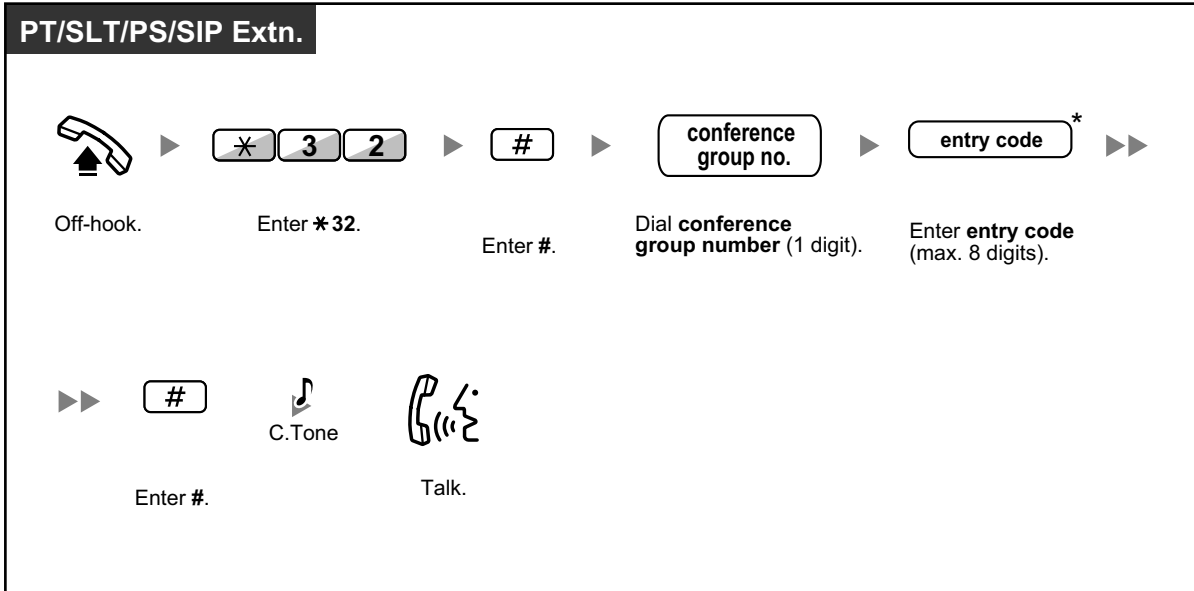 PT/SLT/PS/SIP Extn.
* 3 2 # conference group no. entry code *
Off-hook.
Enter *32.
Enter #.
Dial conference
group number (1 digit).
Enter entry code
(max. 8 digits).
#
C.Tone
Enter #.
Talk.